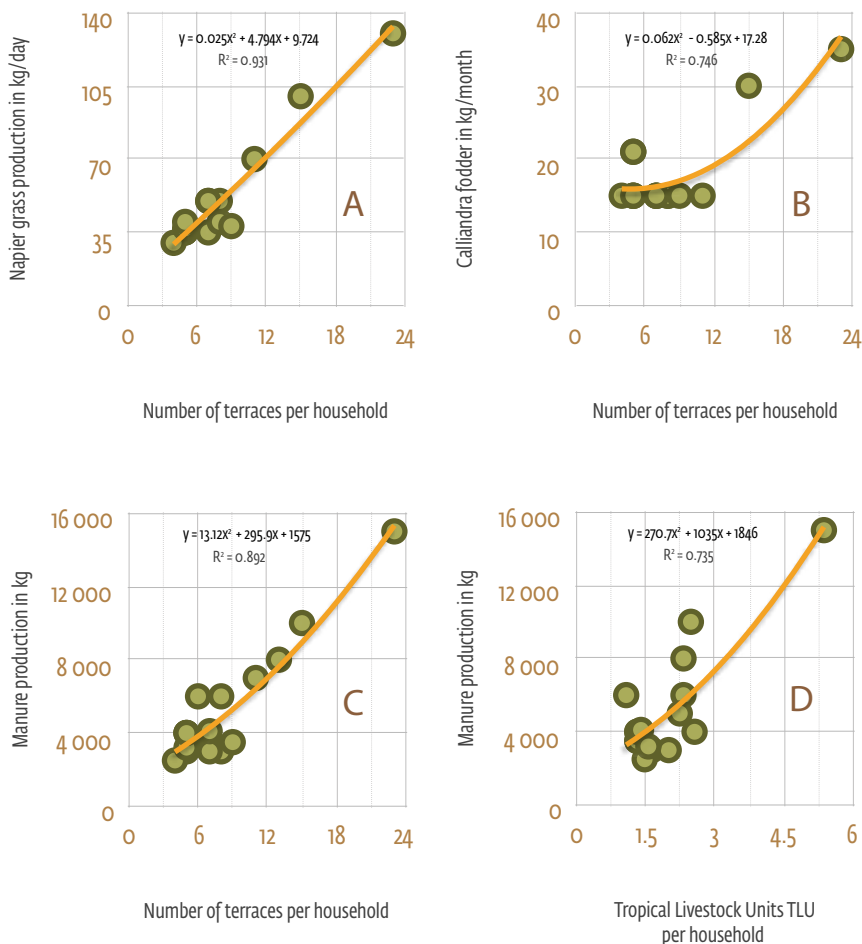 Napier grass production in kg/day
140
105
70
35
0
y = 0.025x² + 4.794x + 9.724
R² = 0.931
A
0 6 12 18 24
Number of terraces per household
Calliandra fodder in kg/month
40
30
20
10
0
y = 0.062x² - 0.585x + 17.28
R² = 0.746
B
0 6 12 18 24
Number of terraces per household
Manure production in kg
16 000
12 000
8 000
4 000
0
y = 13.12x² + 295.9x + 1575
R² = 0.892
C
0 6 12 18 24
Number of terraces per household
Manure production in kg
16 000
12 000
8 000
4 000
0
y = 270.7x² + 1035x + 1846
R² = 0.735
D
0 1.5 3 4.5 6
Tropical Livestock Units TLU
per household